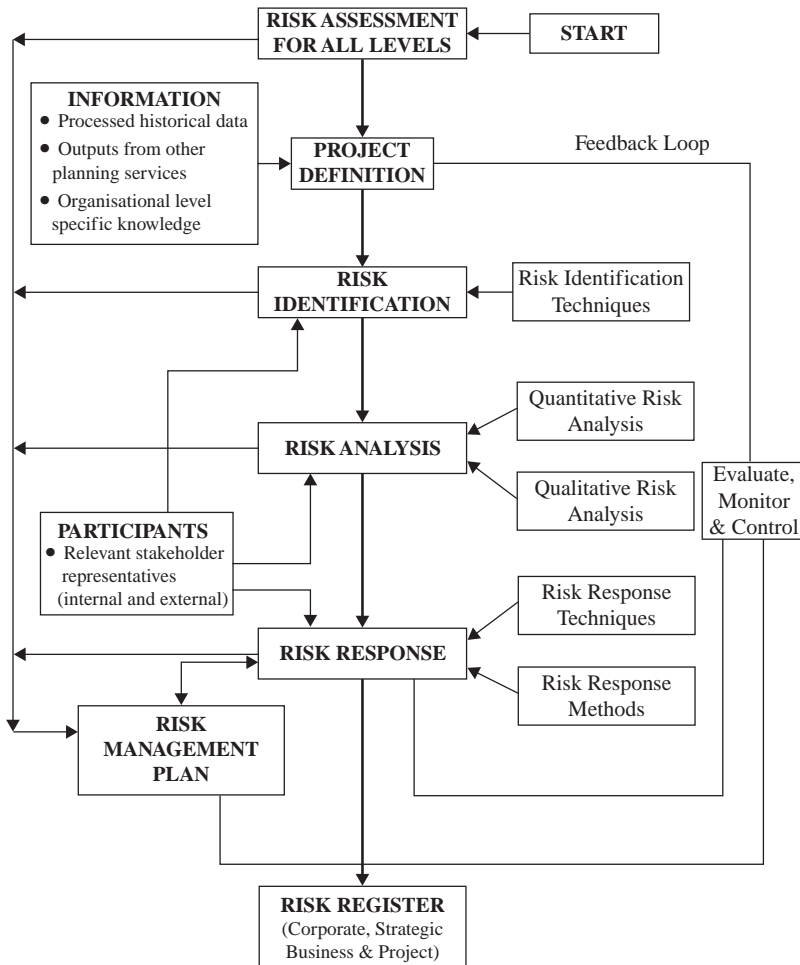 RISK ASSESSMENT
FOR ALL LEVELS
START
INFORMATION
• Processed historical data
• Outputs from other
planning services
• Organisational level
specific knowledge
PROJECT
DEFINITION
Feedback Loop
RISK
IDENTIFICATION
Risk Identification
Techniques
Quantitative Risk
Analysis
RISK ANALYSIS
Qualitative Risk
Analysis
Evaluate,
Monitor
& Control
PARTICIPANTS
• Relevant stakeholder
representatives
(internal and external)
Risk Response
Techniques
RISK RESPONSE
Risk Response
Methods
RISK
MANAGEMENT
PLAN
RISK REGISTER
(Corporate, Strategic
Business & Project)